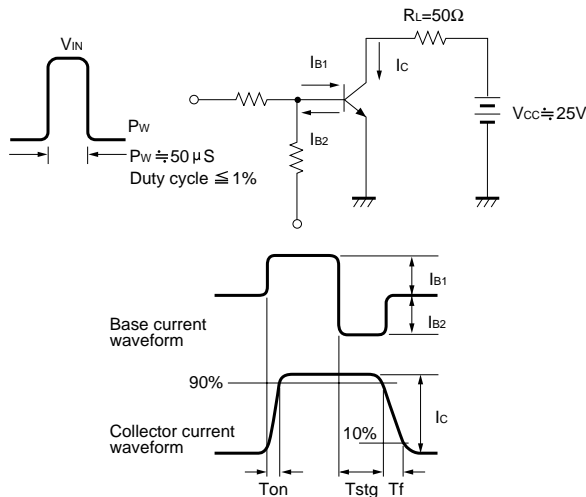 RL=50Ω
VIN
IB1
IC
VCC≒25V
PW
IB2
PW≒50μS
Duty cycle≦1%
IB1
Base current
waveform
IB2
90%
IC
Collector current
waveform
10%
Ton
Tstg
Tf